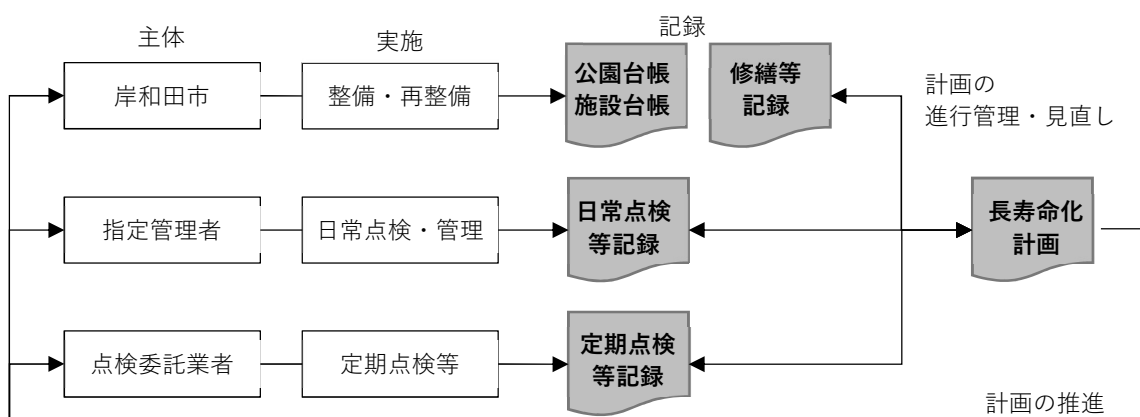 主体
実施
記録
岸和田市
整備・再整備
公園台帳
施設台帳
修繕等
記録
計画の
進行管理・見直し
指定管理者
日常点検・管理
日常点検
等記録
長寿命化
計画
点検委託業者
定期点検等
定期点検
等記録
計画の推進